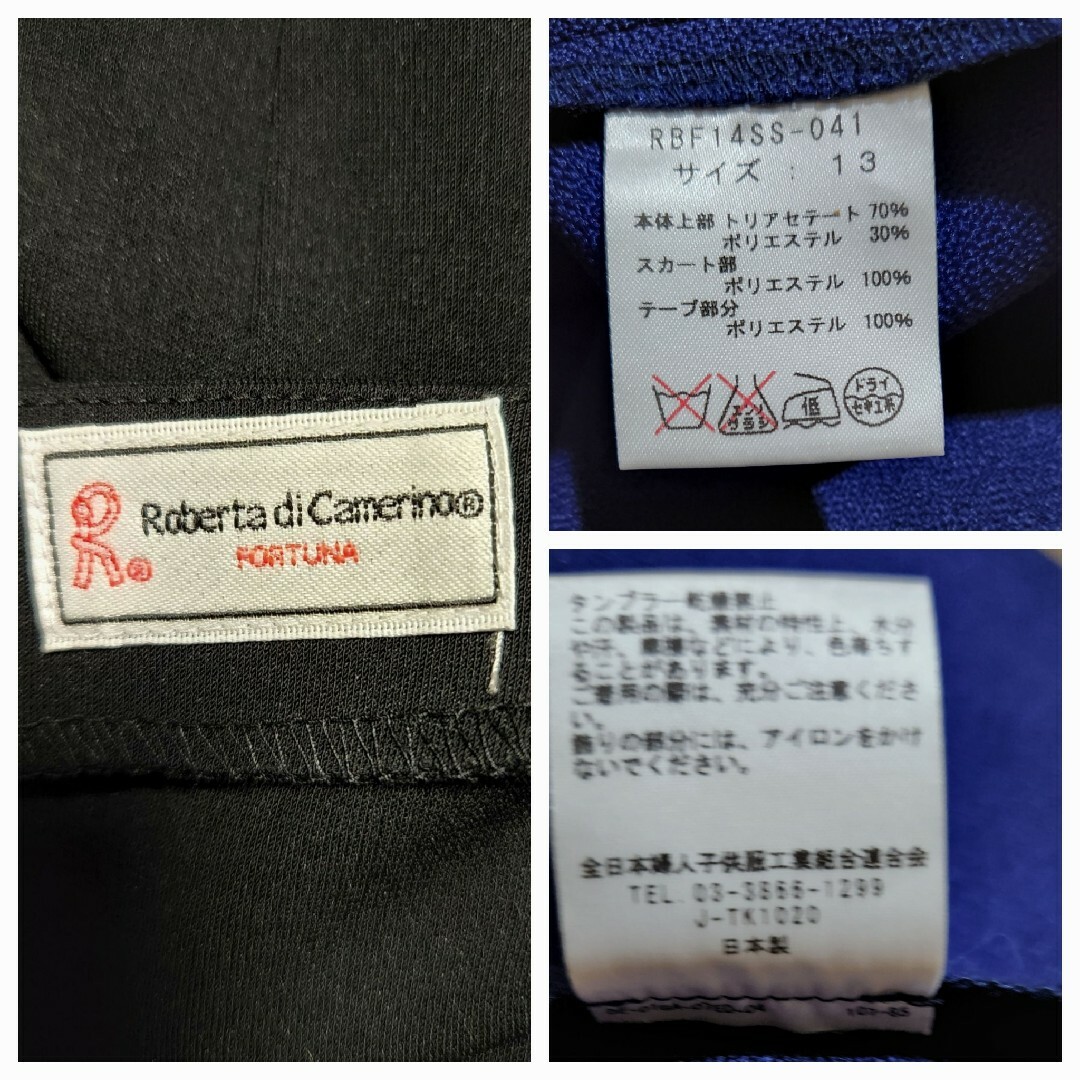 R®
Roberta di Camerino®
FORTUNA
RBF14SS-041
サイズ : 13
本体上部 トリアセテート 70%
ポリエステル 30%
スカート部
ポリエステル 100%
テープ部分
ポリエステル 100%
エンソ
サラシ
低
ドライ
セキユ系
タンブラー乾燥禁止
この製品は、素材の特性上、水分
や汗、摩擦などにより、色落ちす
ることがあります。
ご着用の際は、充分ご注意くださ
い。
飾りの部分には、アイロンをかけ
ないでください。
全日本婦人子供服工業組合連合会
TEL.03-3866-1299
J-TK1020
日本製